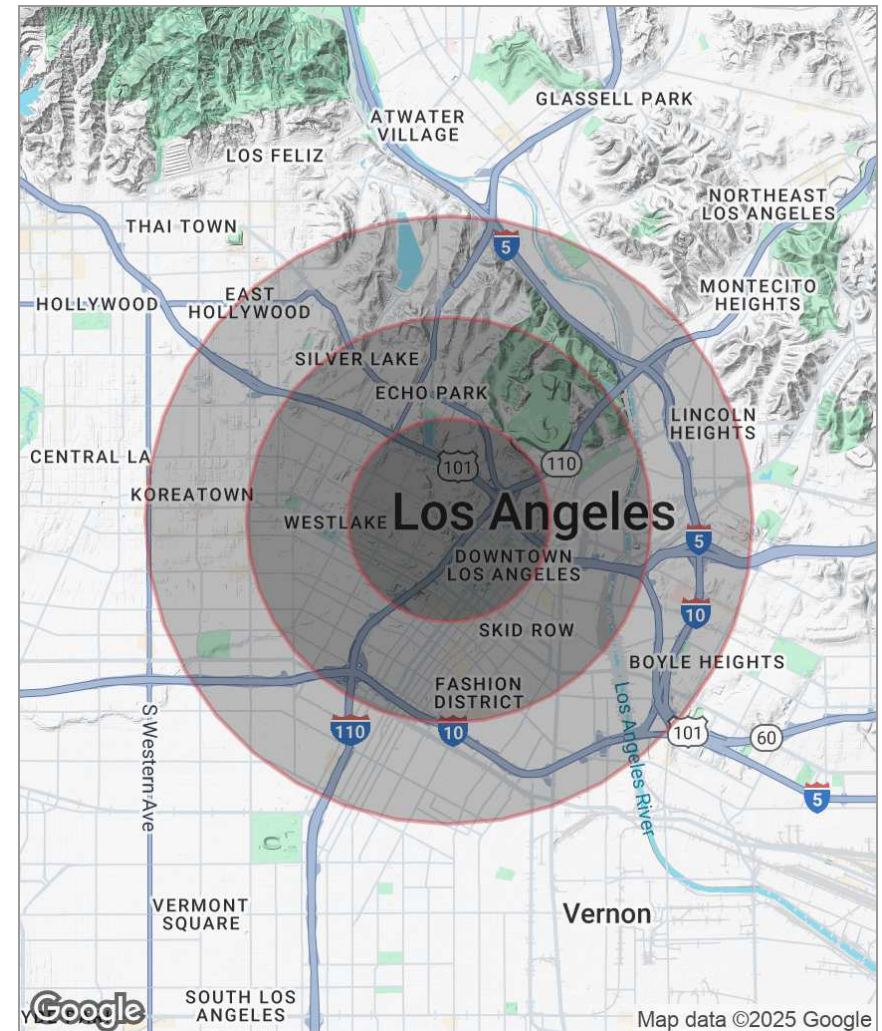 GLASSELL PARK
ATWATER
VILLAGE
LOS FELIZ
NORTHEAST
LOS ANGELES
THAI TOWN
5
MONTECITO
HEIGHTS
EAST
HOLLYWOOD
HOLLYWOOD
SILVER LAKE
ECHO PARK
LINCOLN
HEIGHTS
CENTRAL LA
101
110
KOREATOWN
WESTLAKE
Los Angeles
5
DOWNTOWN
LOS ANGELES
10
SKID ROW
BOYLE HEIGHTS
FASHION
DISTRICT
S Western Ave
Los Angeles River
110
10
101
60
5
VERMONT
SQUARE
Vernon
SOUTH LOS
ANGELES
Google
Map data ©2025 Google